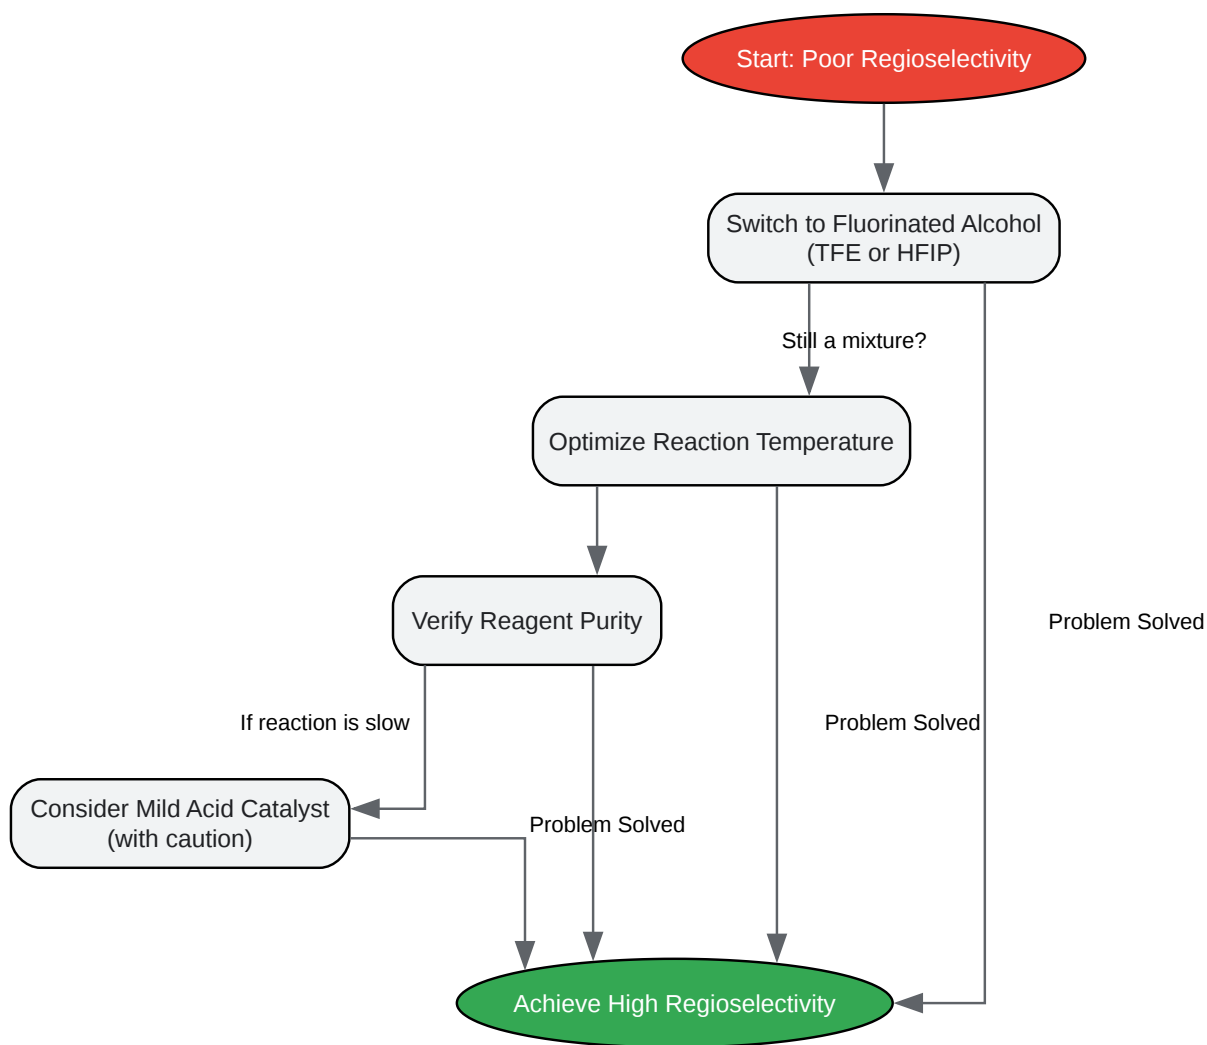 Start: Poor Regioselectivity
Switch to Fluorinated Alcohol
(TFE or HFIP)
Still a mixture?
Optimize Reaction Temperature
Verify Reagent Purity
Problem Solved
If reaction is slow
Problem Solved
Consider Mild Acid Catalyst
(with caution)
Problem Solved
Achieve High Regioselectivity